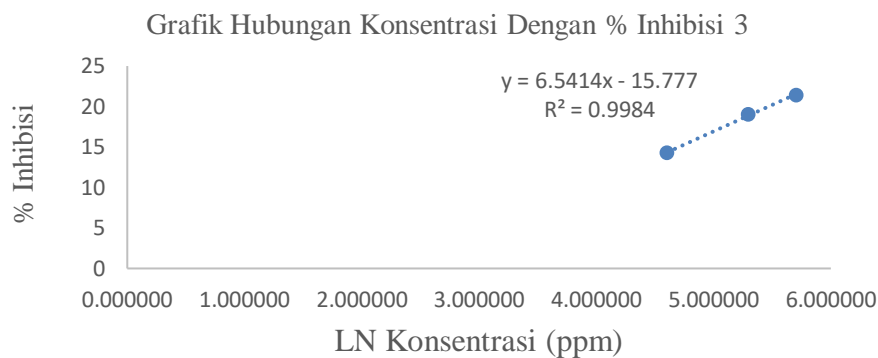 Grafik Hubungan Konsentrasi Dengan % Inhibisi 3
y = 6.5414x - 15.777
R² = 0.9984
% Inhibisi
25
20
15
10
5
0
0.000000 1.000000 2.000000 3.000000 4.000000 5.000000 6.000000
LN Konsentrasi (ppm)